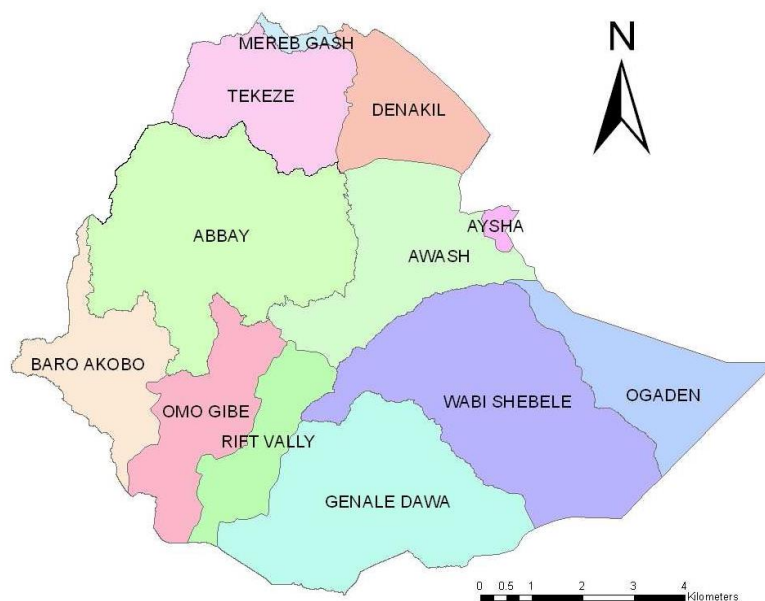 MEREB GASH
N
TEKEZE
DENAKIL
AYSHA
ABBAY
AWASH
BARO AKOBO
OMO GIBE
WABI SHEBELE
OGADEN
RIFT VALLY
GENALE DAWA
0 0.5 1 2 3 4
Kilometers